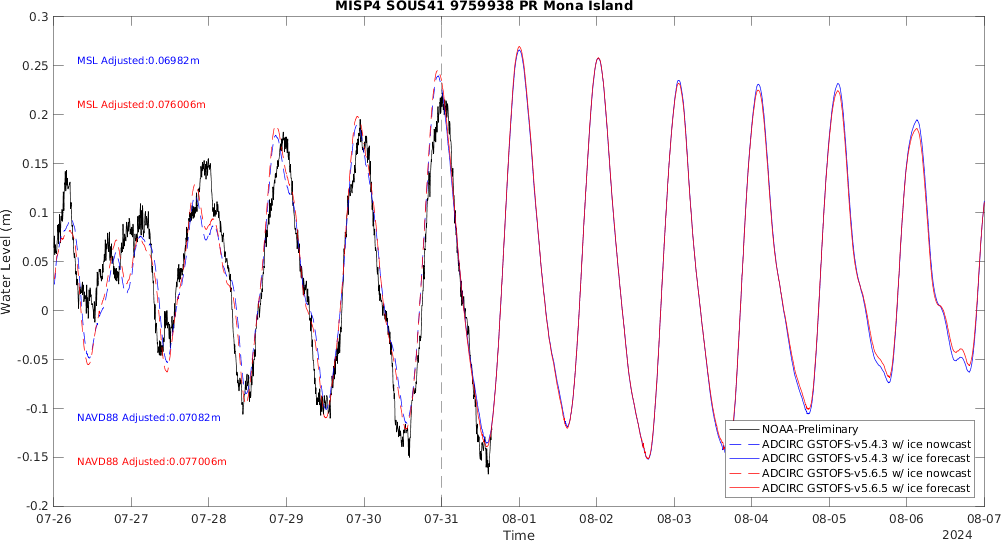 MISP4 SOUS41 9759938 PR Mona Island
0.3
0.25
0.2
0.15
0.1
0.05
0
-0.05
-0.1
-0.15
-0.2
Water Level (m)
MSL Adjusted:0.06982m
MSL Adjusted:0.076006m
NAVD88 Adjusted:0.07082m
NAVD88 Adjusted:0.077006m
NOAA-Preliminary
ADCIRC GSTOFS-v5.4.3 w/ ice nowcast
ADCIRC GSTOFS-v5.4.3 w/ ice forecast
ADCIRC GSTOFS-v5.6.5 w/ ice nowcast
ADCIRC GSTOFS-v5.6.5 w/ ice forecast
07-26 07-27 07-28 07-29 07-30 07-31 08-01 08-02 08-03 08-04 08-05 08-06 08-07
Time
2024